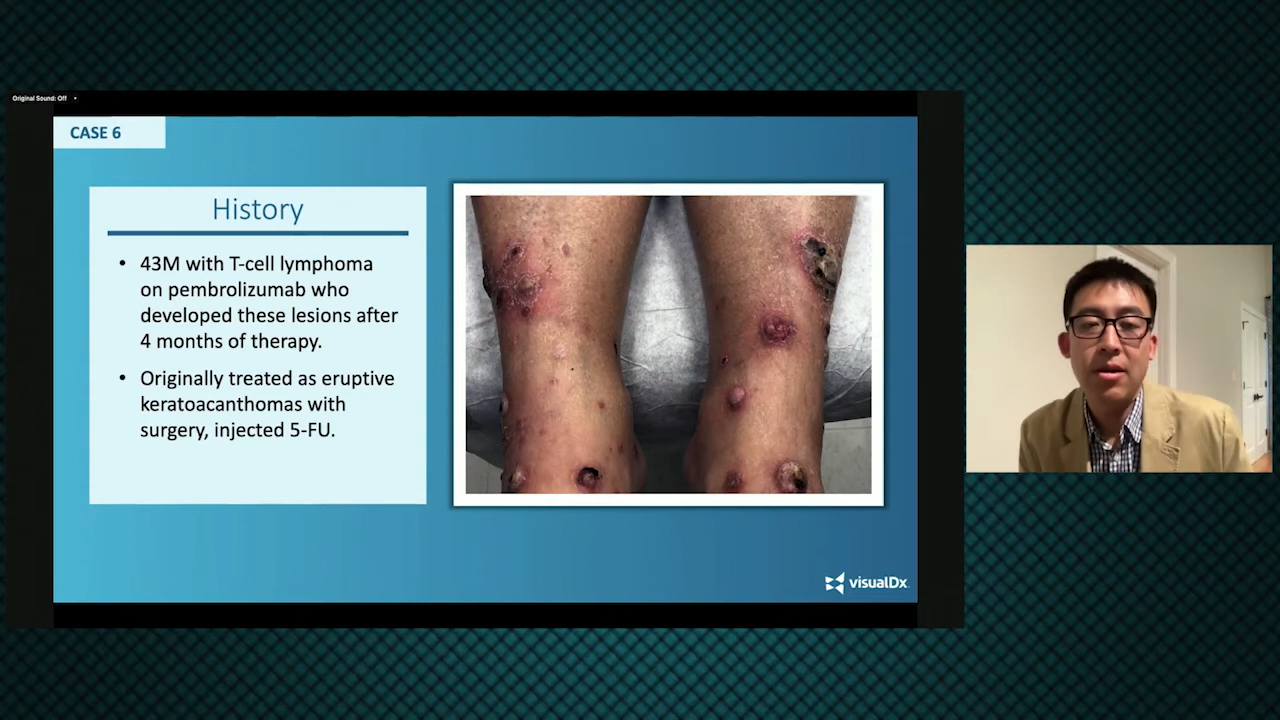 Original Sound: Off
CASE 6
History
• 43M with T-cell lymphoma
on pembrolizumab who
developed these lesions after
4 months of therapy.
• Originally treated as eruptive
keratoacanthomas with
surgery, injected 5-FU.
visualDx